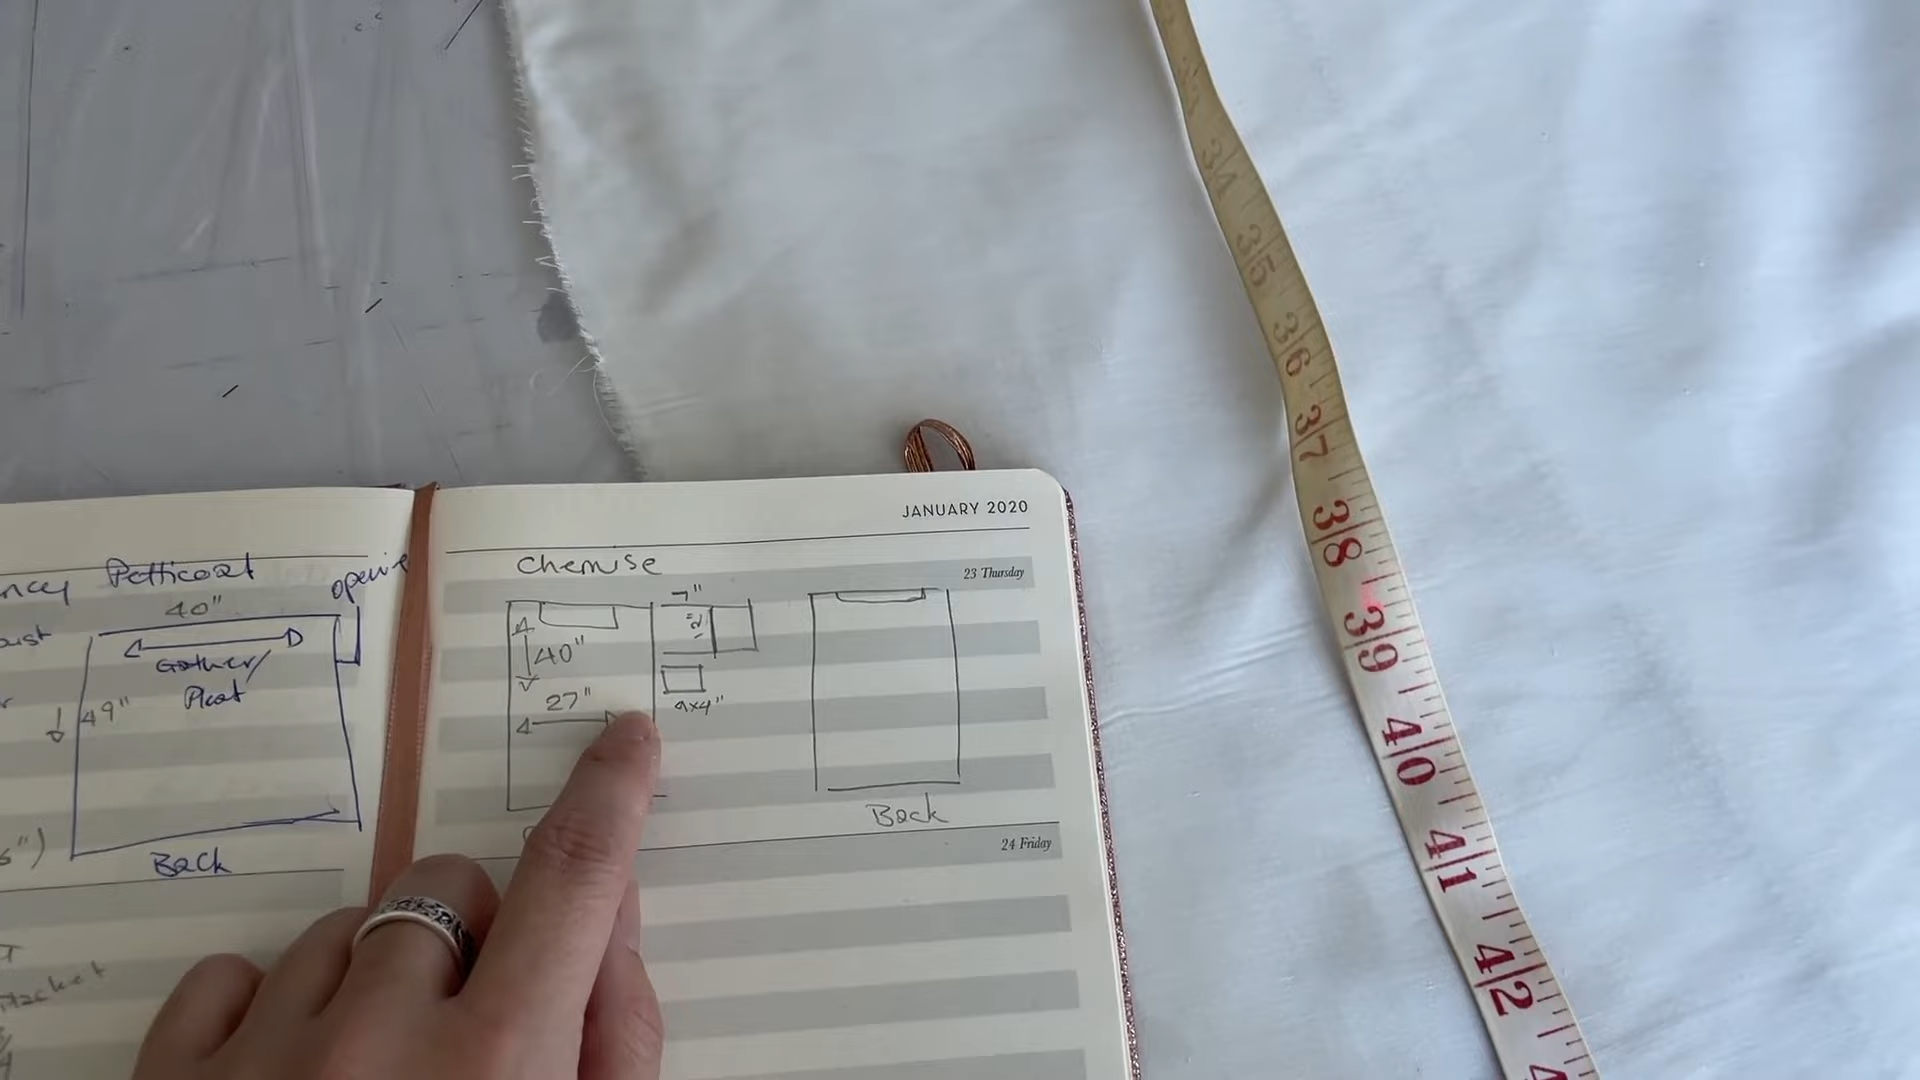 Petticoat
opening
40"
Gather/
Pleat
49"
Back
JANUARY 2020
Chemise
23 Thursday
7"
12"
40"
27"
4x4"
Back
24 Friday
34
35
36
37
38
39
40
41
42